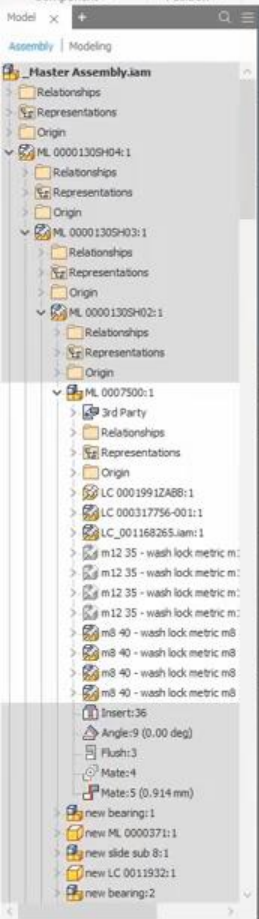 Model
Assembly | Modeling
_Master Assembly.iam
Relationships
Representations
Origin
ML 0000130SH04:1
Relationships
Representations
Origin
ML 0000130SH03:1
Relationships
Representations
Origin
ML 0000130SH02:1
Relationships
Representations
Origin
ML 0007500:1
3rd Party
Relationships
Representations
Origin
LC 0001991ZABB:1
LC 000317756-001:1
LC_001168265.iam:1
m12 35 - wash lock metric m
m12 35 - wash lock metric m
m12 35 - wash lock metric m
m12 35 - wash lock metric m
m8 40 - wash lock metric m8
m8 40 - wash lock metric m8
m8 40 - wash lock metric m8
m8 40 - wash lock metric m8
Insert:36
Angle:9 (0.00 deg)
Flush:3
Mate:4
Mate:5 (0.914 mm)
new bearing:1
new ML 0000371:1
new slide sub 8:1
new LC 0011932:1
new bearing:2